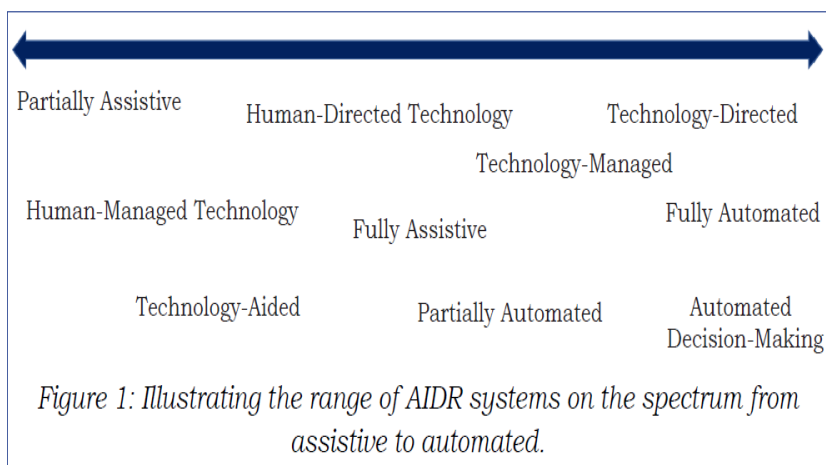 Partially Assistive
Human-Directed Technology
Technology-Directed
Technology-Managed
Human-Managed Technology
Fully Assistive
Fully Automated
Technology-Aided
Partially Automated
Automated
Decision-Making
Figure 1: Illustrating the range of AIDR systems on the spectrum from
assistive to automated.